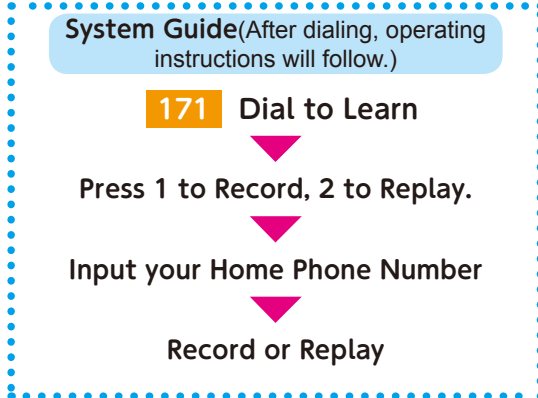 System Guide(After dialing, operating
instructions will follow.)
171 Dial to Learn
Press 1 to Record, 2 to Replay.
Input your Home Phone Number
Record or Replay